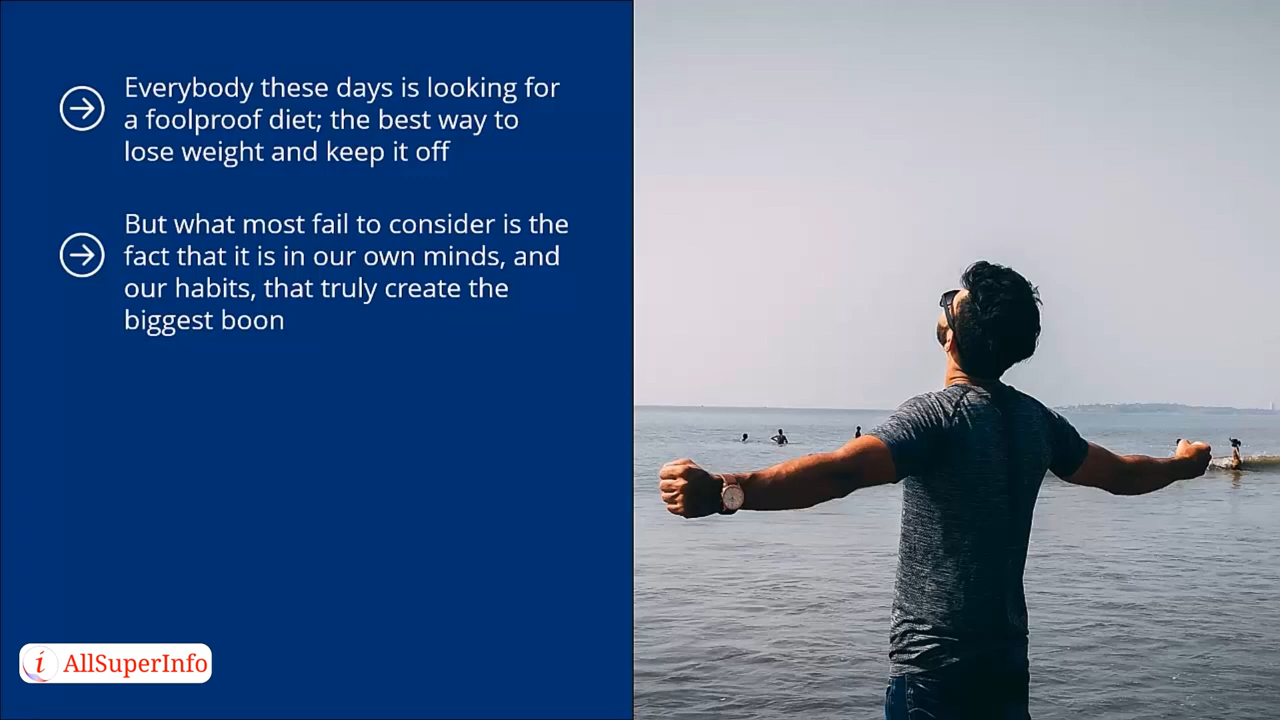 Everybody these days is looking for
a foolproof diet; the best way to
lose weight and keep it off
But what most fail to consider is the
fact that it is in our own minds, and
our habits, that truly create the
biggest boon
i AllSuperInfo